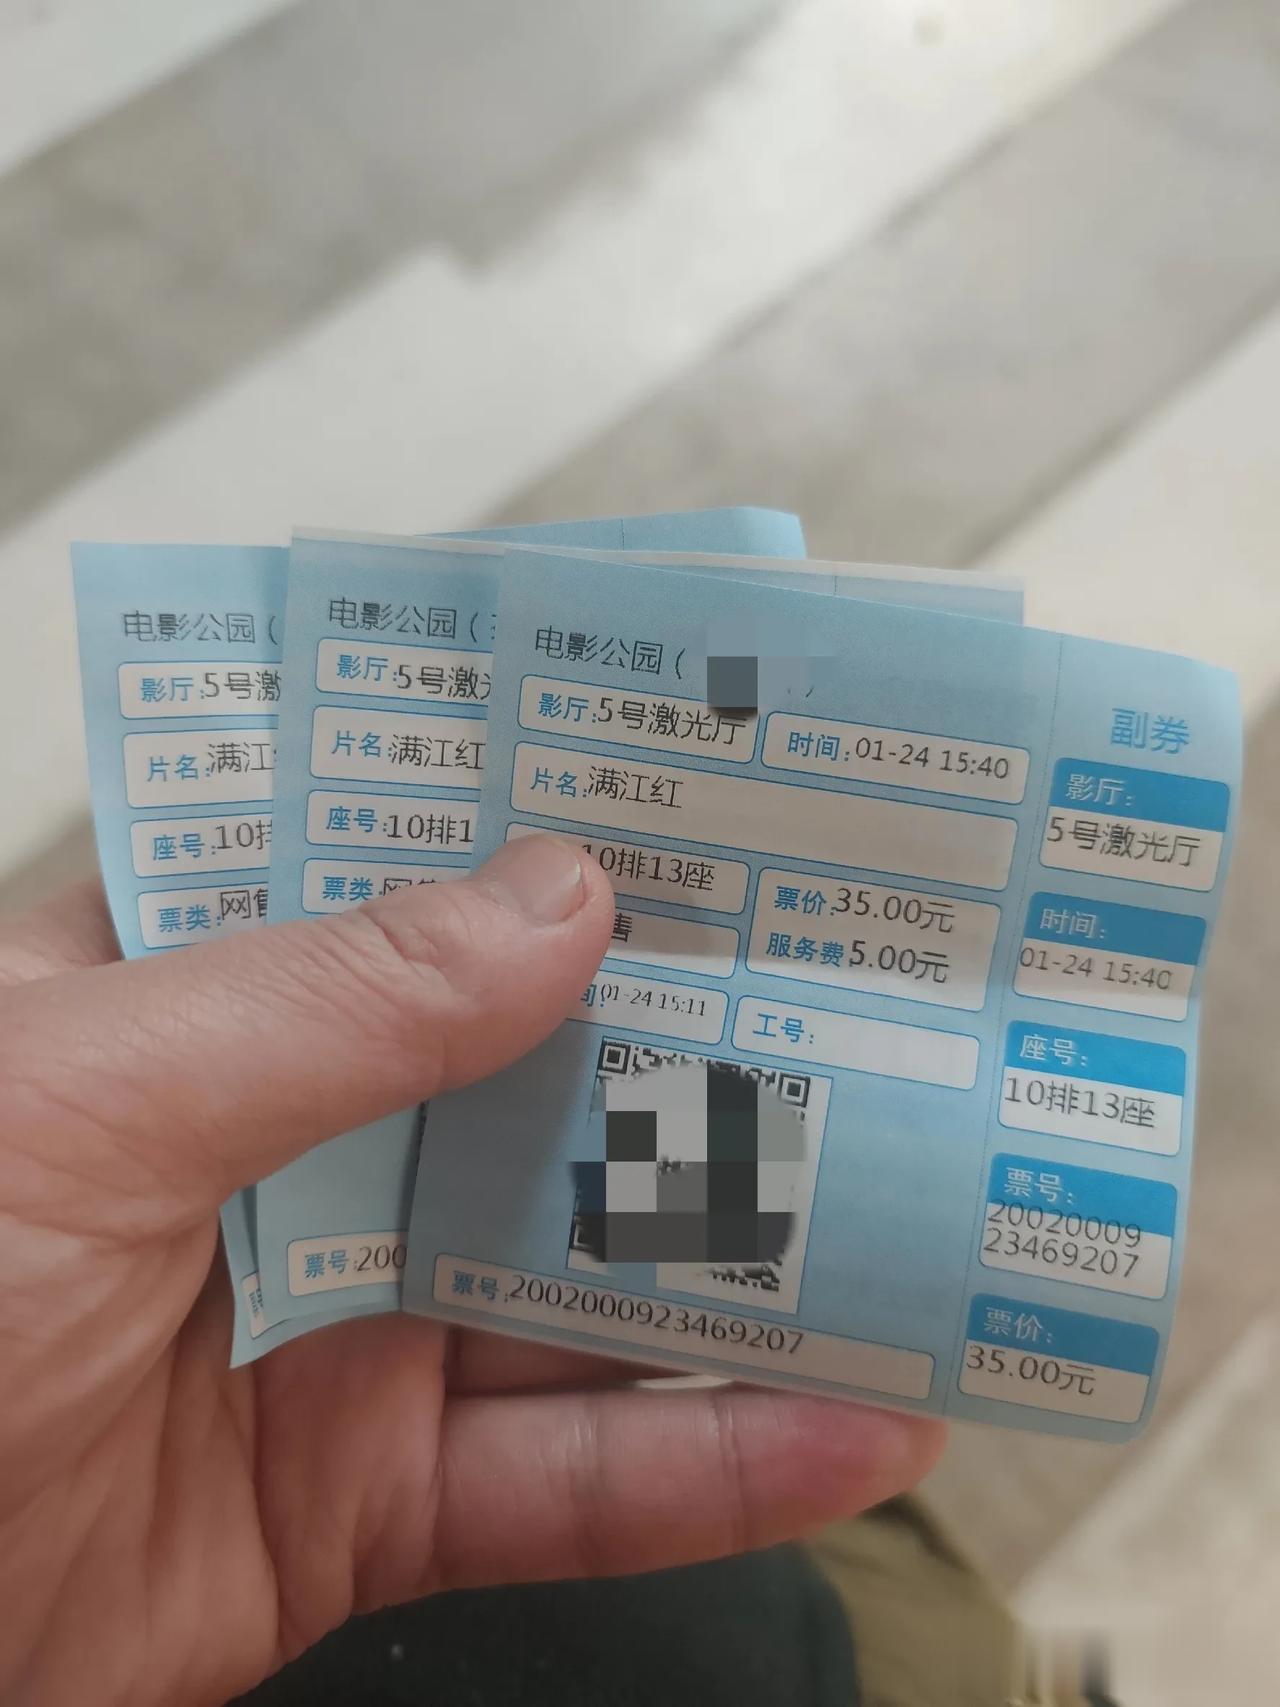 电影公园（
影厅:5号激
片名:满江
座号:10排
票类:网售
电影公园（
影厅:5号激光
片名:满江红
座号:10排1
票类:网售
票号:200
电影公园（
影厅:5号激光厅
时间:01-24 15:40
片名:满江红
10排13座
票价:35.00元
服务费:5.00元
售
间:01-24 15:11
工号:
票号:2002000923469207
副券
影厅:
5号激光厅
时间:
01-24 15:40
座号:
10排13座
票号:
20020009
23469207
票价:
35.00元